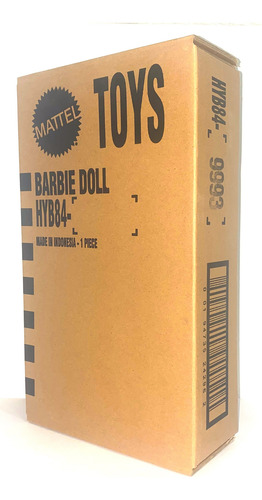 MATTEL
TOYS
BARBIE DOLL
HYB84-
MADE IN INDONESIA - 1 PIECE
HYB84-
9993